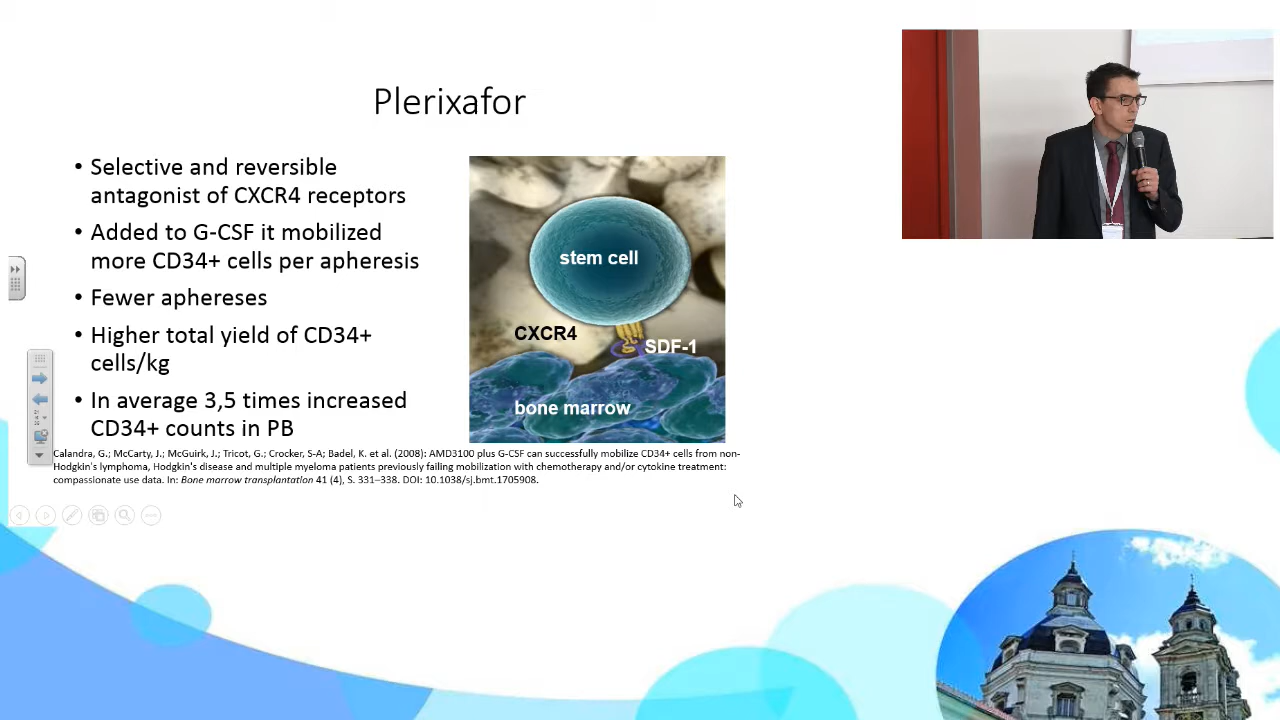 Plerixafor
• Selective and reversible
antagonist of CXCR4 receptors
• Added to G-CSF it mobilized
more CD34+ cells per apheresis
• Fewer aphereses
• Higher total yield of CD34+
cells/kg
• In average 3,5 times increased
CD34+ counts in PB
stem cell
CXCR4
SDF-1
bone marrow
Calandra, G.; McCarty, J.; McGuirk, J.; Tricot, G.; Crocker, S-A; Badel, K. et al. (2008): AMD3100 plus G-CSF can successfully mobilize CD34+ cells from non-
Hodgkin's lymphoma, Hodgkin's disease and multiple myeloma patients previously failing mobilization with chemotherapy and/or cytokine treatment:
compassionate use data. In: Bone marrow transplantation 41 (4), S. 331–338. DOI: 10.1038/sj.bmt.1705908.